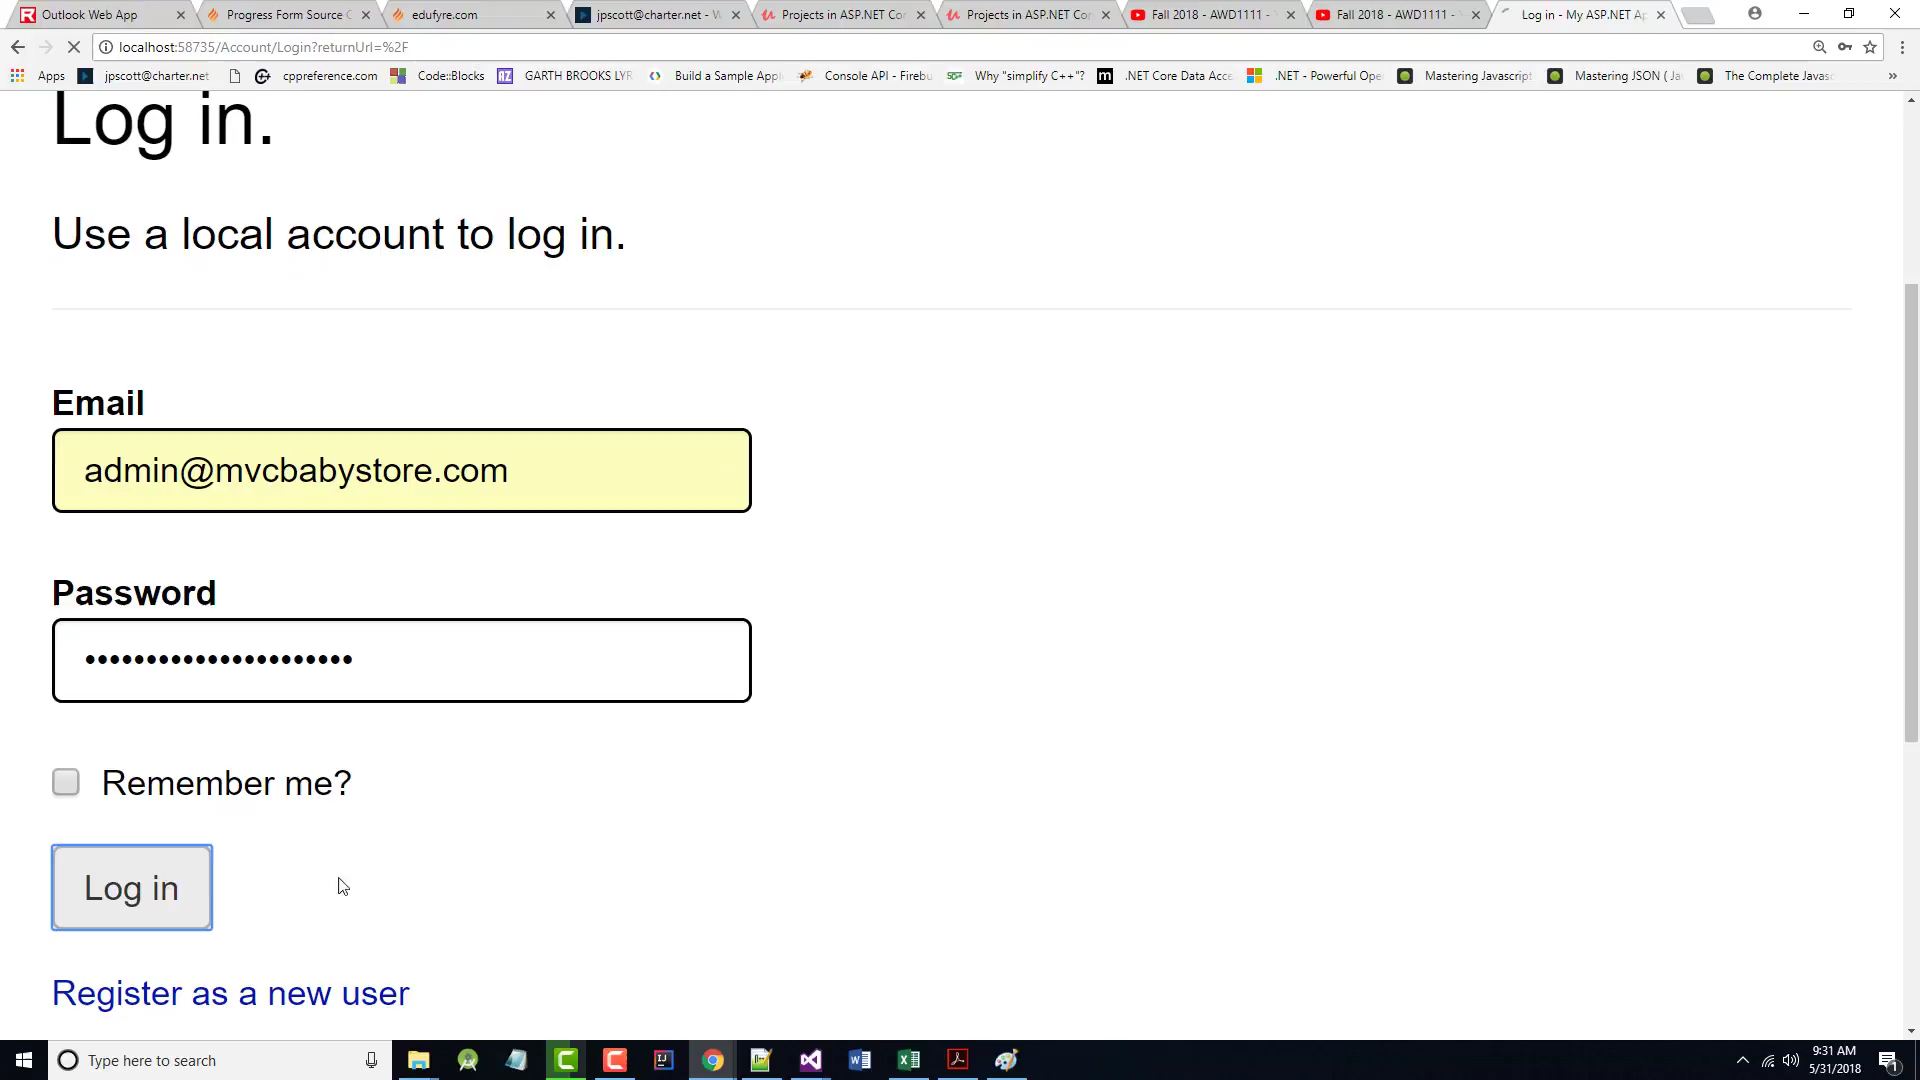 Outlook Web App
Progress Form Source C
edufyre.com
jpscott@charter.net - W
Projects in ASP.NET Cor
Projects in ASP.NET Cor
Fall 2018 - AWD1111 -
Fall 2018 - AWD1111 -
Log in - My ASP.NET Ap
localhost:58735/Account/Login?returnUrl=%2F
Apps
jpscott@charter.net
cppreference.com
Code::Blocks
GARTH BROOKS LYR
Build a Sample Appli
Console API - Firebu
Why "simplify C++"?
.NET Core Data Acce
.NET - Powerful Ope
Mastering Javascript
Mastering JSON ( Ja
The Complete Javas
Log in.
Use a local account to log in.
Email
admin@mvcbabystore.com
Password
Remember me?
Log in
Register as a new user
Type here to search
9:31 AM
5/31/2018